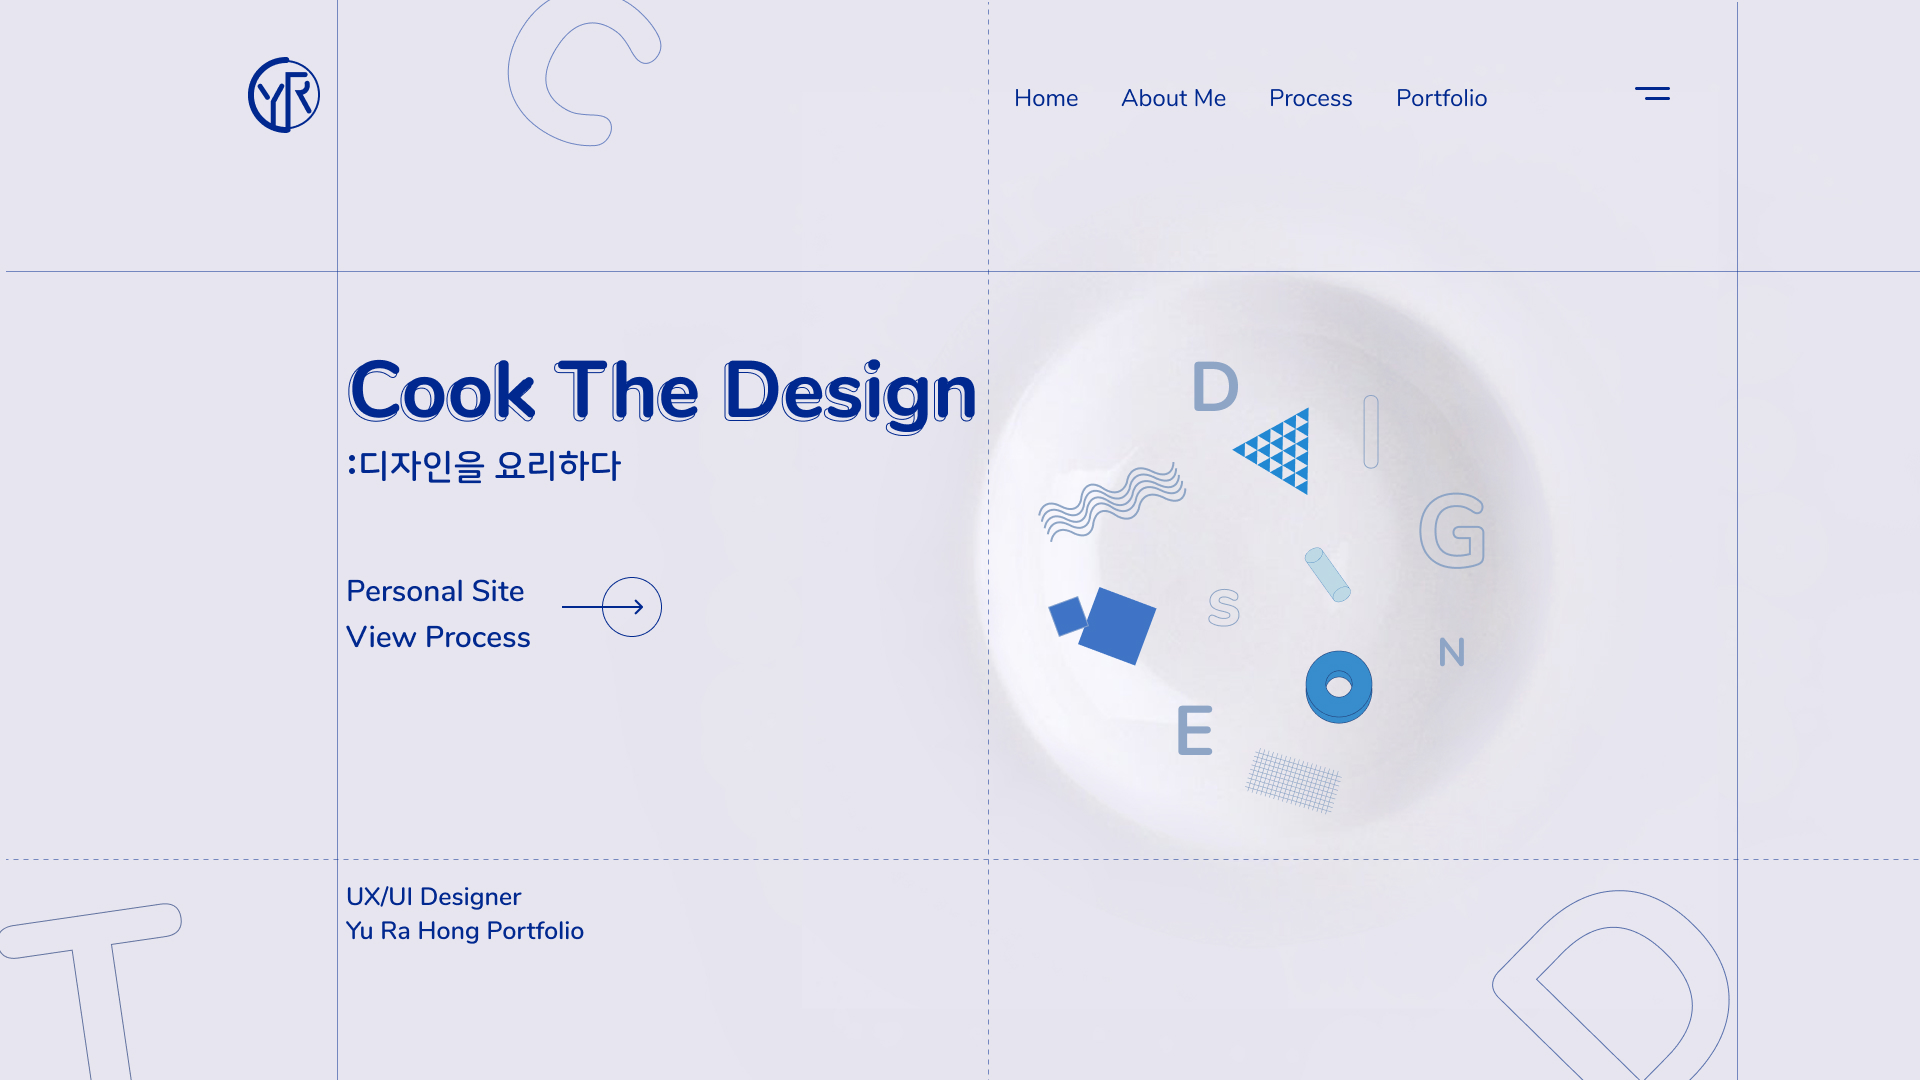 YR
C
Home About Me Process Portfolio
Cook The Design
:디자인을 요리하다
Personal Site
View Process
D
I
G
S
N
E
UX/UI Designer
Yu Ra Hong Portfolio
T
D